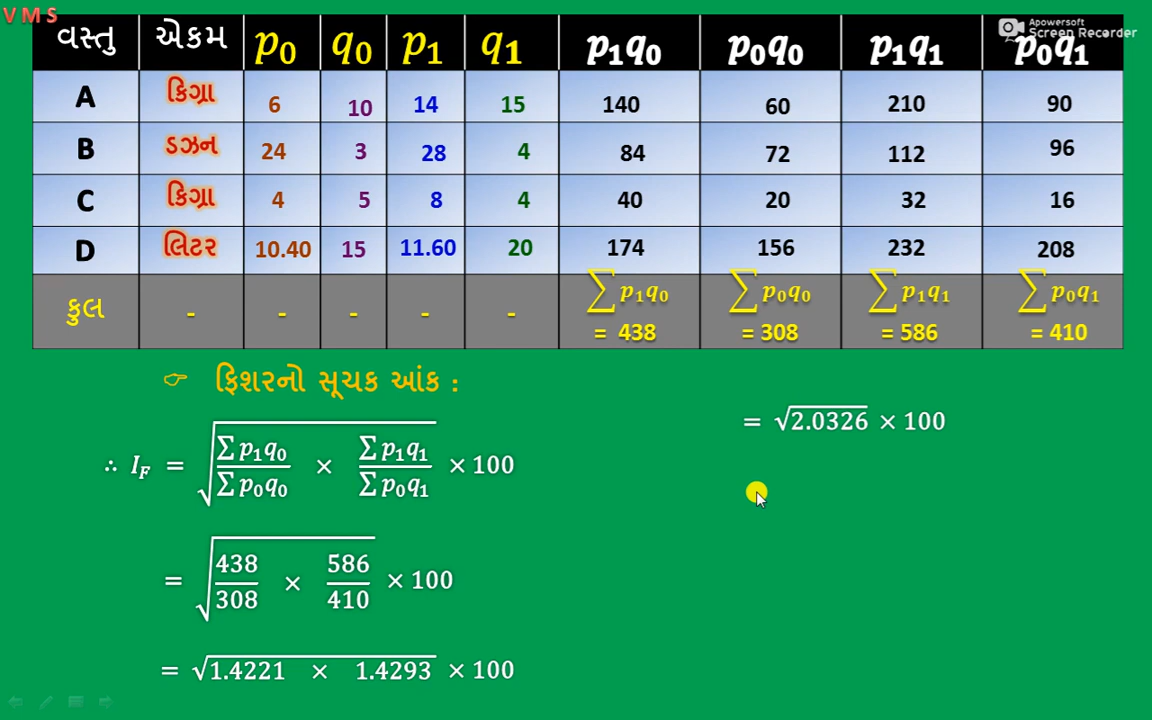 V M S
Apowersoft
Screen Recorder
વસ્તુ એકમ p₀ q₀ p₁ q₁ p₁q₀ p₀q₀ p₁q₁ p₀q₁
A કિગ્રા 6 10 14 15 140 60 210 90
B ડઝન 24 3 28 4 84 72 112 96
C કિગ્રા 4 5 8 4 40 20 32 16
D લિટર 10.40 15 11.60 20 174 156 232 208
કુલ - - - - - ∑ p₁q₀ = 438 ∑ p₀q₀ = 308 ∑ p₁q₁ = 586 ∑ p₀q₁ = 410
☞ ફિશરનો સૂચક આંક :
∴ I_F = √(∑ p₁q₀ / ∑ p₀q₀ × ∑ p₁q₁ / ∑ p₀q₁) × 100
= √(438/308 × 586/410) × 100
= √(1.4221 × 1.4293) × 100
= √2.0326 × 100